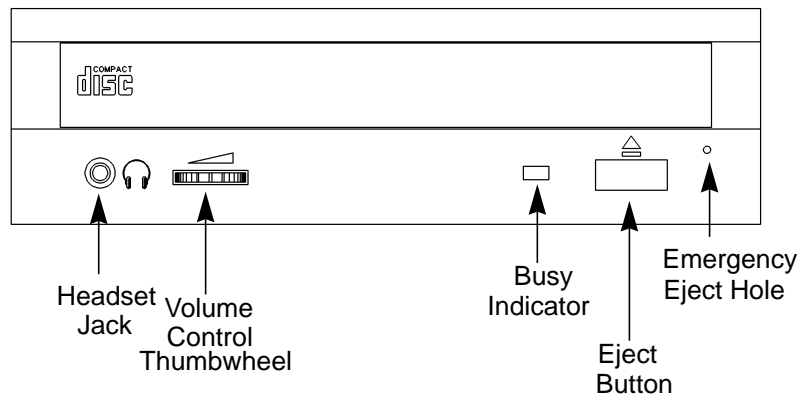 COMPACT
disc
Headset
Jack
Volume
Control
Thumbwheel
Busy
Indicator
Eject
Button
Emergency
Eject Hole